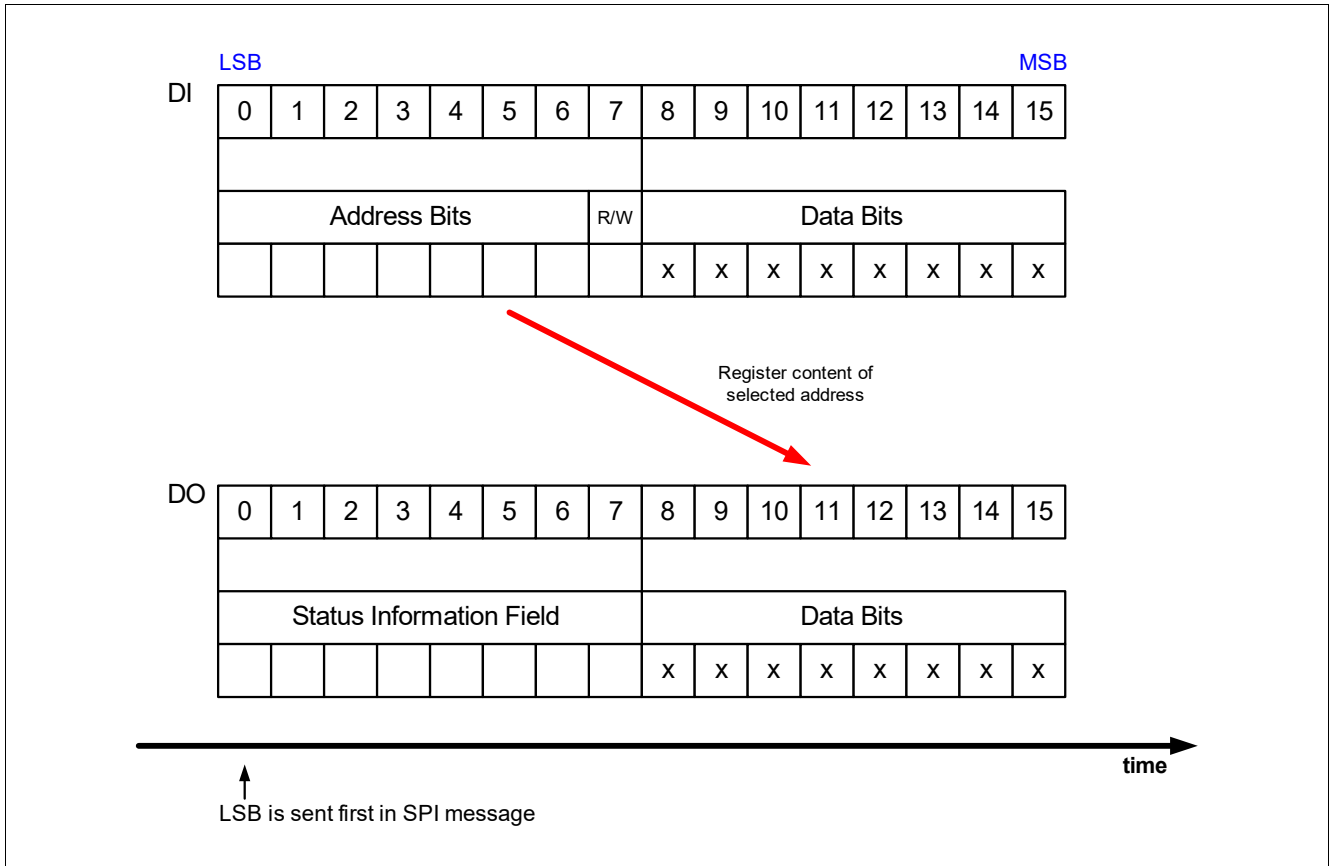 LSB MSB
DI
0 1 2 3 4 5 6 7 8 9 10 11 12 13 14 15
Address Bits R/W Data Bits
x x x x x x x x
Register content of
selected address
DO
0 1 2 3 4 5 6 7 8 9 10 11 12 13 14 15
Status Information Field Data Bits
x x x x x x x x
time
LSB is sent first in SPI message